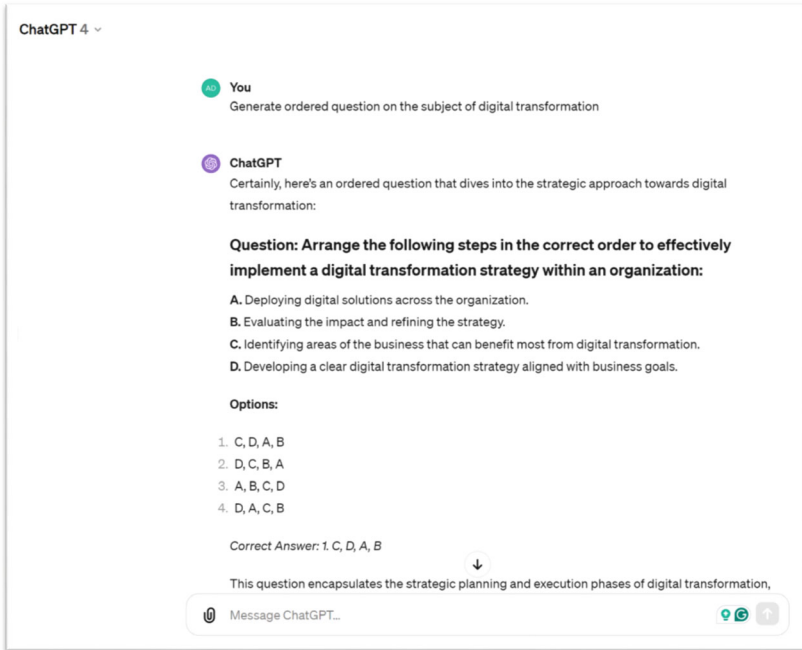 ChatGPT 4
AD You
Generate ordered question on the subject of digital transformation
ChatGPT
Certainly, here's an ordered question that dives into the strategic approach towards digital
transformation:
Question: Arrange the following steps in the correct order to effectively
implement a digital transformation strategy within an organization:
A. Deploying digital solutions across the organization.
B. Evaluating the impact and refining the strategy.
C. Identifying areas of the business that can benefit most from digital transformation.
D. Developing a clear digital transformation strategy aligned with business goals.
Options:
1. C, D, A, B
2. D, C, B, A
3. A, B, C, D
4. D, A, C, B
Correct Answer: 1. C, D, A, B
This question encapsulates the strategic planning and execution phases of digital transformation,
Message ChatGPT...